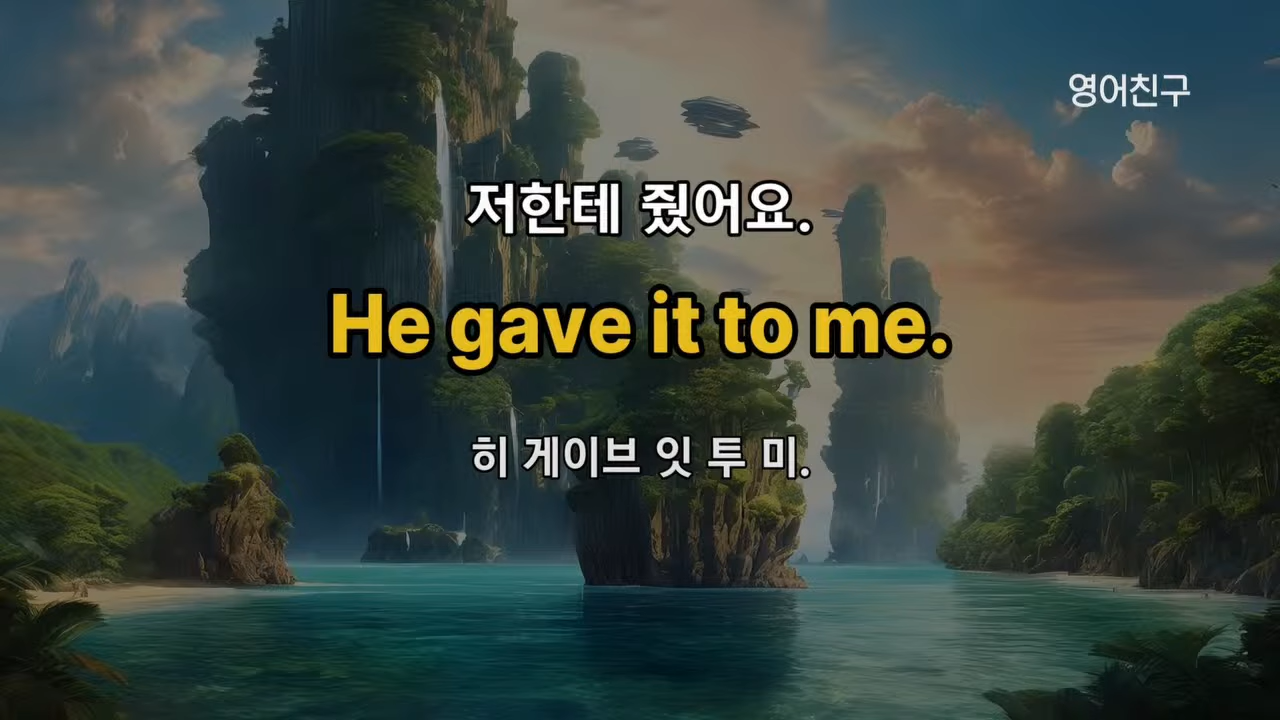 영어친구
저한테 줬어요.
He gave it to me.
히 게이브 잇 투 미.